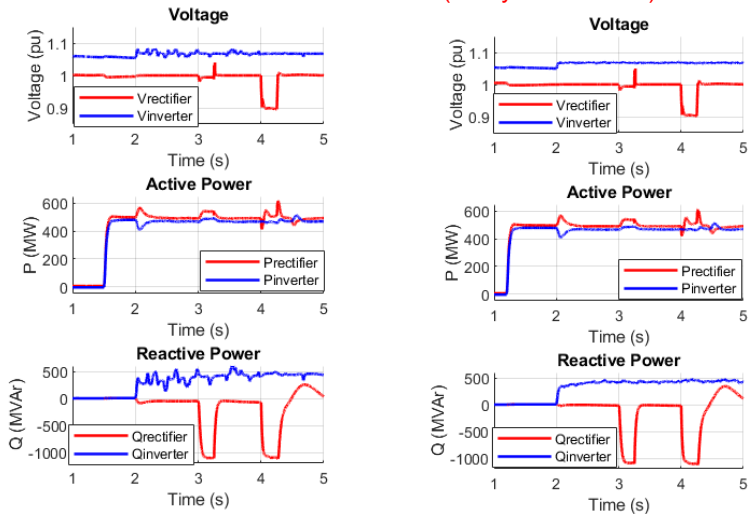 Voltage
Voltage (pu)
1.1
1
0.9
Vrectifier
Vinverter
1 2 3 4 5
Time (s)
Active Power
P (MW)
600
400
200
0
Prectifier
Pinverter
1 2 3 4 5
Time (s)
Reactive Power
Q (MVAr)
500
0
-500
-1000
Qrectifier
Qinverter
1 2 3 4 5
Time (s)
Voltage
Voltage (pu)
1.1
1
0.9
Vrectifier
Vinverter
1 2 3 4 5
Time (s)
Active Power
P (MW)
600
400
200
0
Prectifier
Pinverter
1 2 3 4 5
Time (s)
Reactive Power
Q (MVAr)
500
0
-500
-1000
Qrectifier
Qinverter
1 2 3 4 5
Time (s)